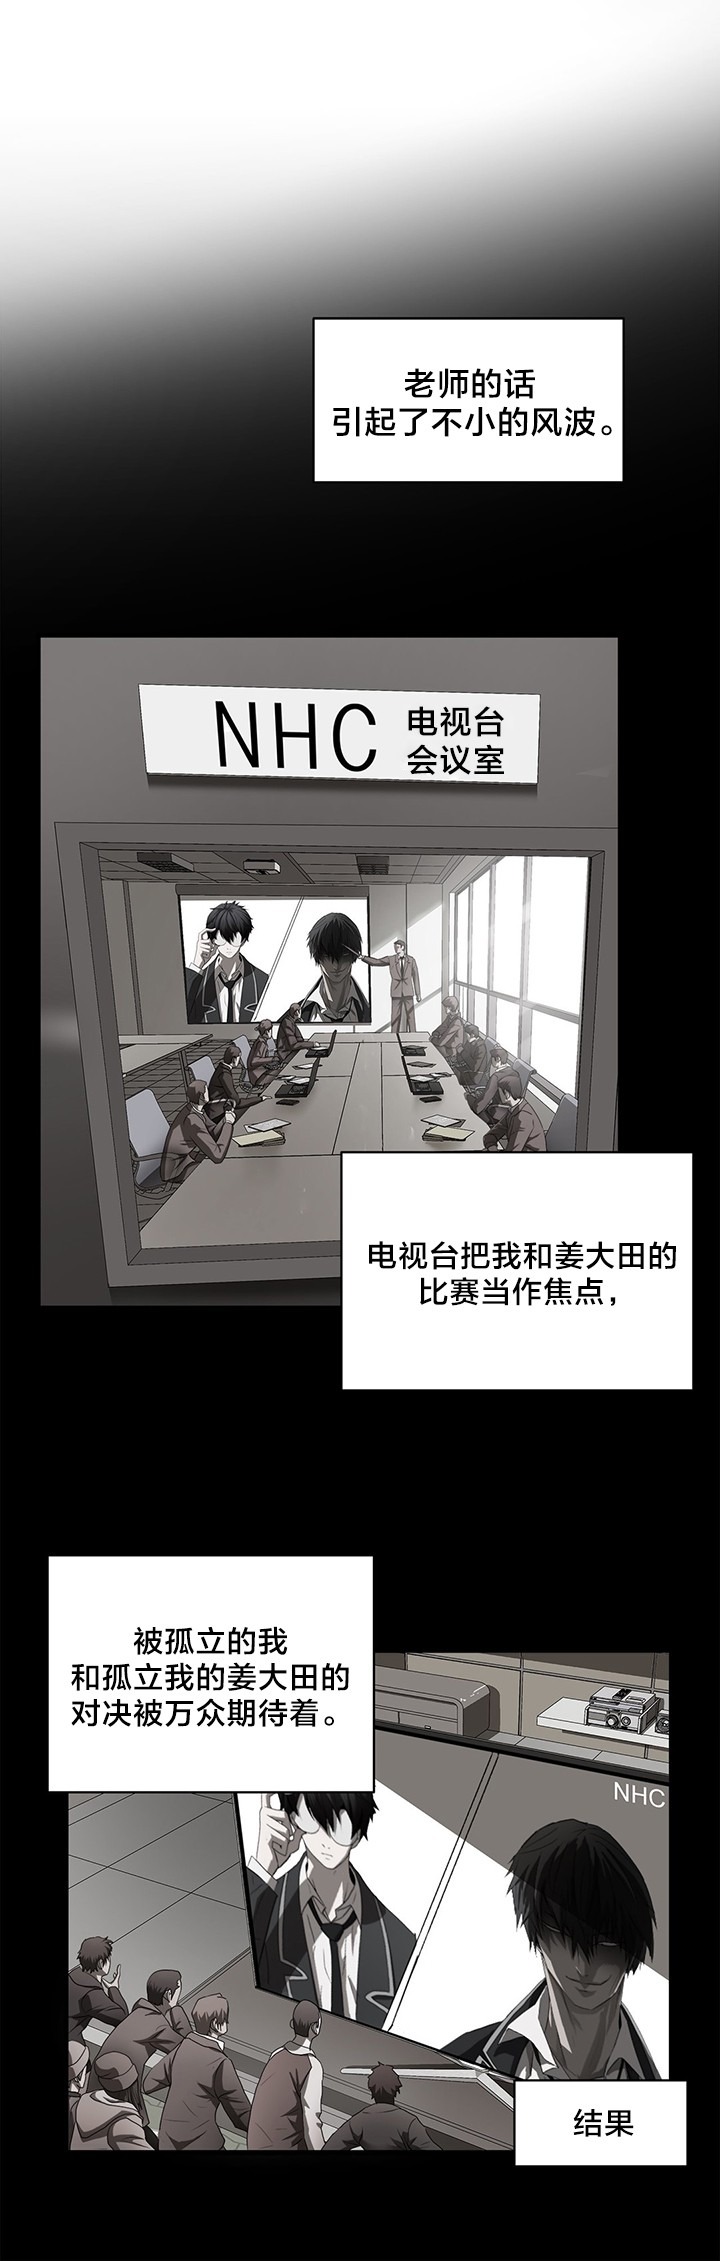 老师的话
引起了不小的风波。
NHC 电视台
会议室
电视台把我和姜大田的
比赛当作焦点，
被孤立的我
和孤立我的姜大田的
对决被万众期待着。
NHC
结果